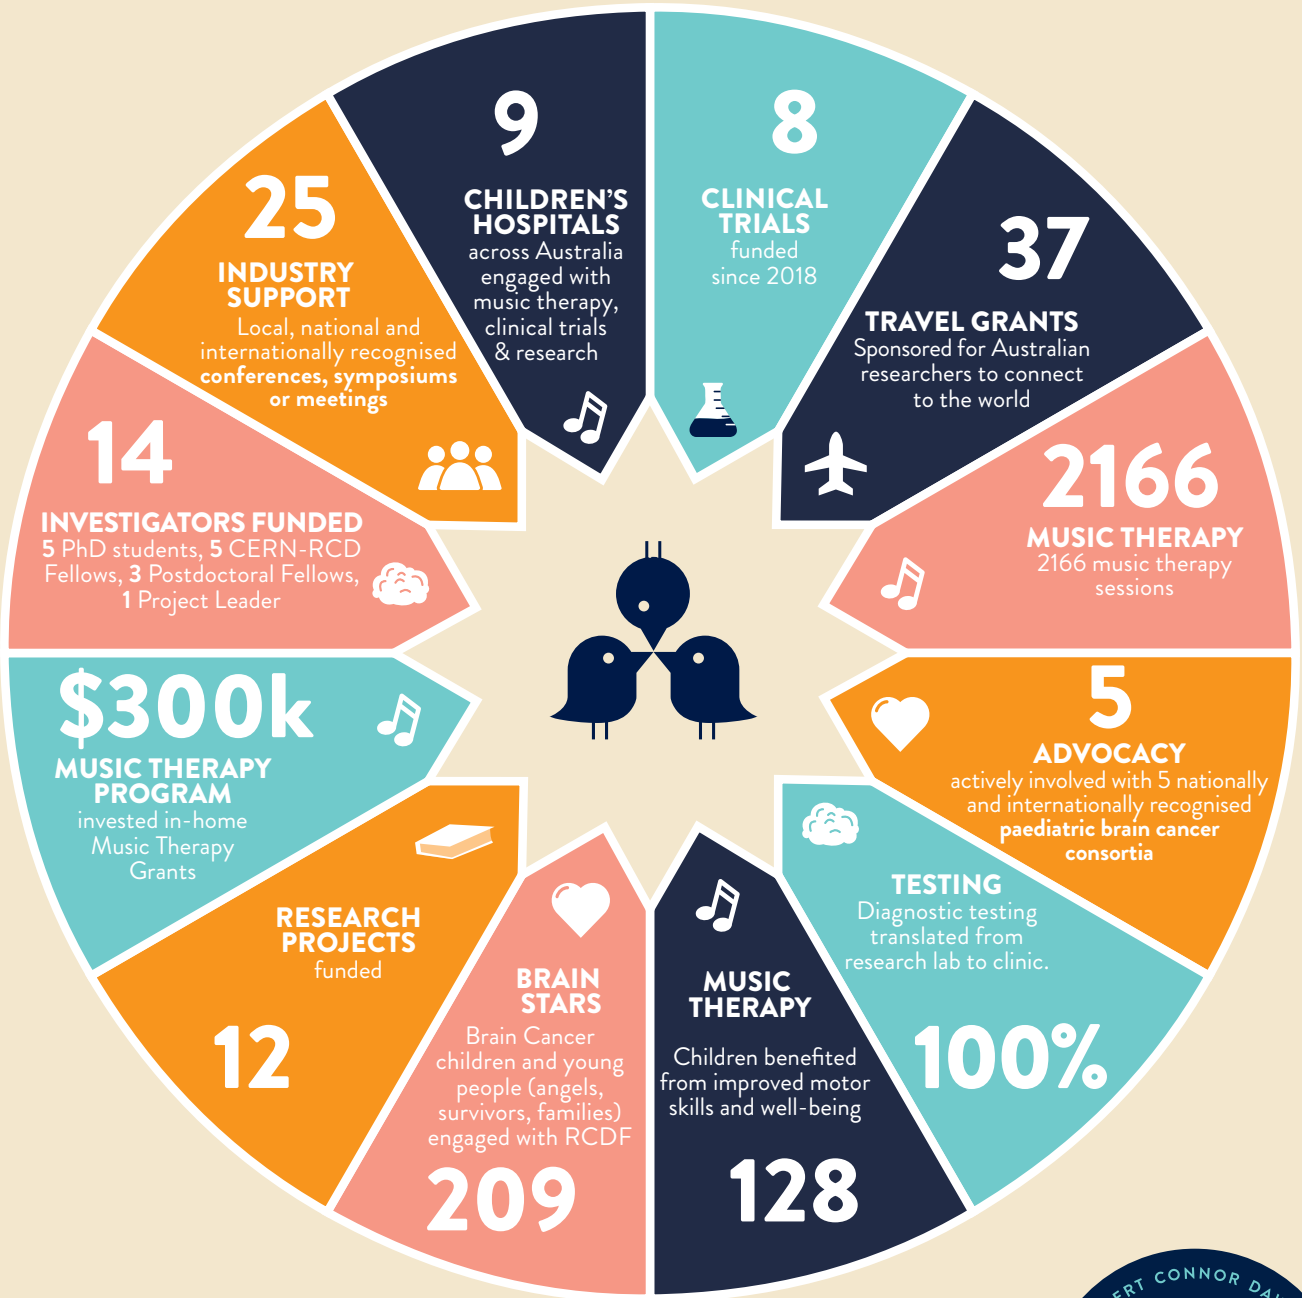 9
CHILDREN'S
HOSPITALS
across Australia
engaged with
music therapy,
clinical trials
& research
8
CLINICAL
TRIALS
funded
since 2018
37
TRAVEL GRANTS
Sponsored for Australian
researchers to connect
to the world
2166
MUSIC THERAPY
2166 music therapy
sessions
5
ADVOCACY
actively involved with 5 nationally
and internationally recognised
paediatric brain cancer
consortia
TESTING
Diagnostic testing
translated from
research lab to clinic.
100%
MUSIC
THERAPY
Children benefited
from improved motor
skills and well-being
128
BRAIN
STARS
Brain Cancer
children and young
people (angels,
survivors, families)
engaged with RCDF
209
RESEARCH
PROJECTS
funded
12
$300k
MUSIC THERAPY
PROGRAM
invested in-home
Music Therapy
Grants
14
INVESTIGATORS FUNDED
5 PhD students, 5 CERN-RCD
Fellows, 3 Postdoctoral Fellows,
1 Project Leader
25
INDUSTRY
SUPPORT
Local, national and
internationally recognised
conferences, symposiums
or meetings
CONNOR